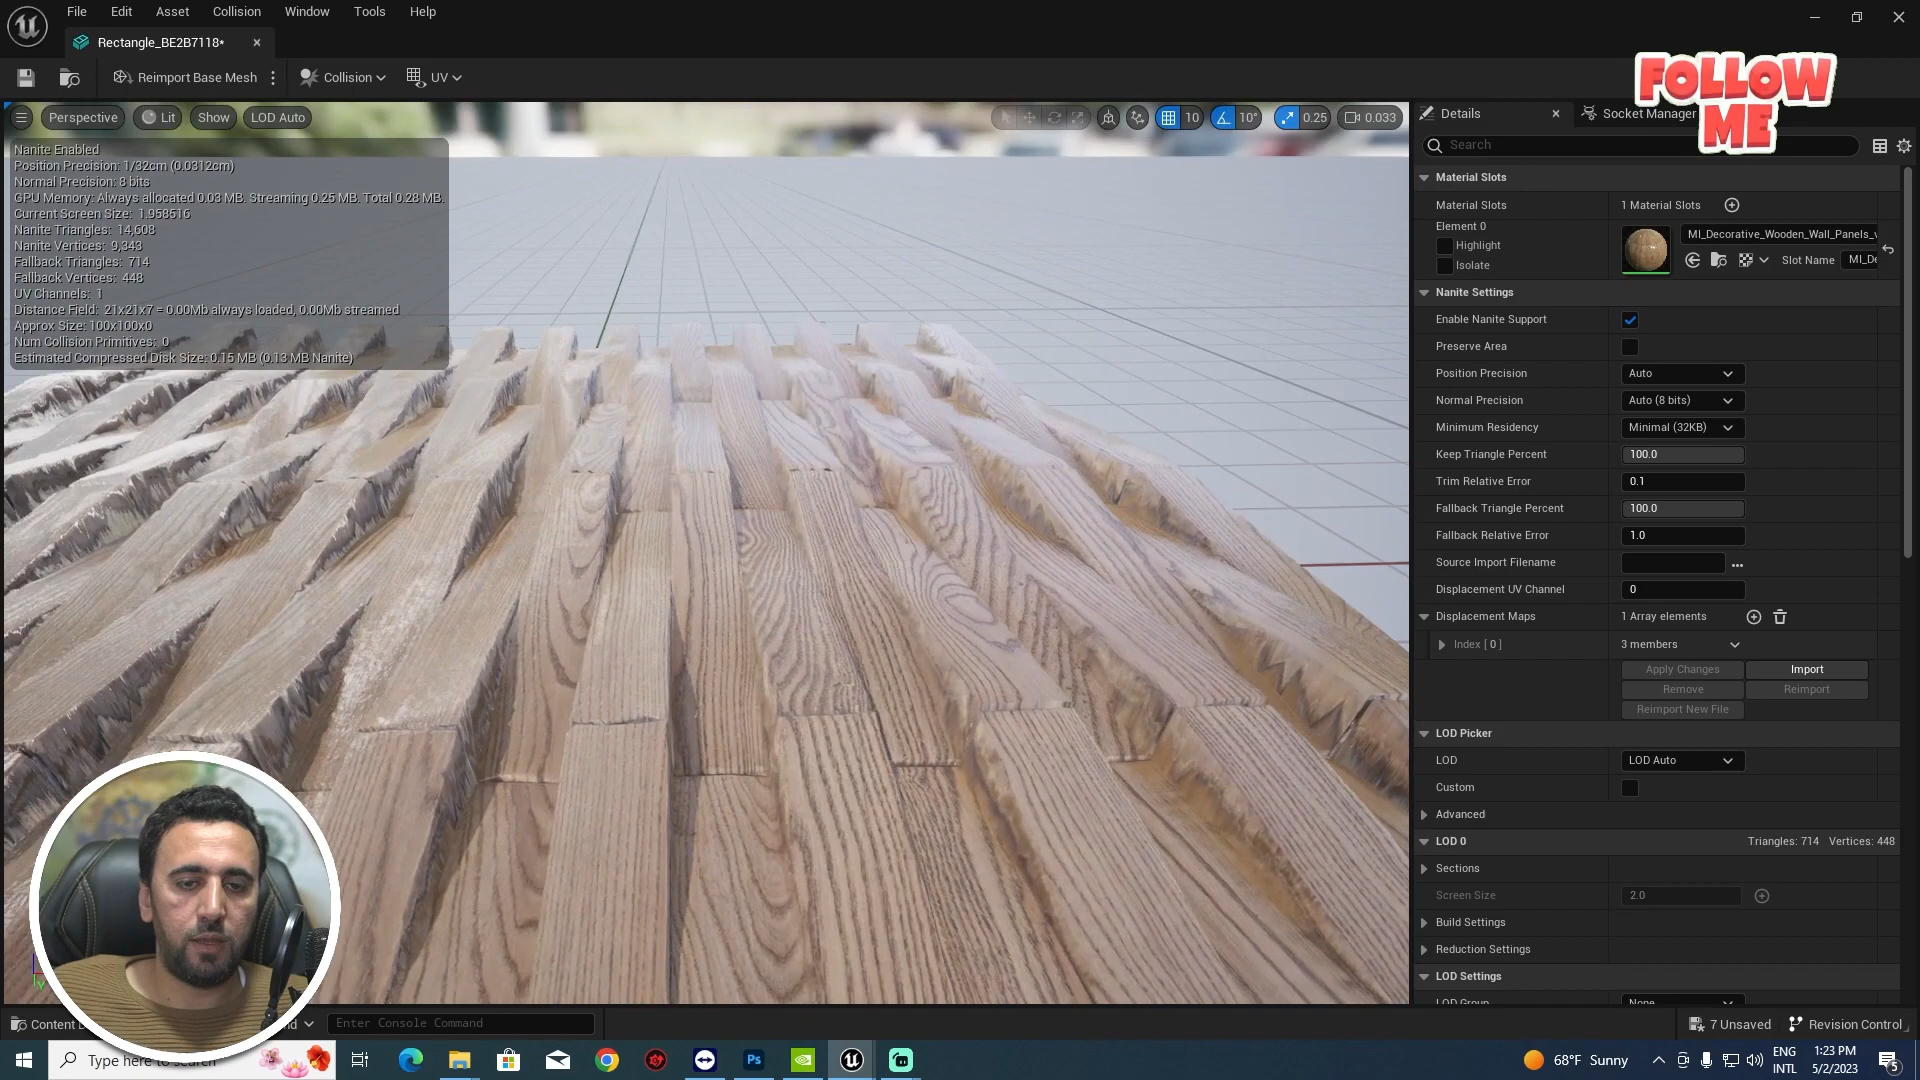 File Edit Asset Collision Window Tools Help
Rectangle_BE2B7118*
Reimport Base Mesh Collision UV
FOLLOW
ME
Perspective Lit Show LOD Auto 10 10° 0.25 0.033
Nanite Enabled
Position Precision: 1/32cm (0.0312cm)
Normal Precision: 8 bits
GPU Memory: Always allocated 0.03 MB. Streaming 0.25 MB. Total 0.28 MB.
Current Screen Size: 1.958516
Nanite Triangles: 14,608
Nanite Vertices: 9,343
Fallback Triangles: 714
Fallback Vertices: 448
UV Channels: 1
Distance Field: 21x21x7 = 0.00Mb always loaded, 0.00Mb streamed
Approx Size: 100x100x0
Num Collision Primitives: 0
Estimated Compressed Disk Size: 0.15 MB (0.13 MB Nanite)
Details Socket Manager
Search
Material Slots
Material Slots 1 Material Slots
Element 0
Highlight
Isolate
MI_Decorative_Wooden_Wall_Panels_v
Slot Name MI_De
Nanite Settings
Enable Nanite Support
Preserve Area
Position Precision Auto
Normal Precision Auto (8 bits)
Minimum Residency Minimal (32KB)
Keep Triangle Percent 100.0
Trim Relative Error 0.1
Fallback Triangle Percent 100.0
Fallback Relative Error 1.0
Source Import Filename ...
Displacement UV Channel 0
Displacement Maps 1 Array elements
Index [ 0 ] 3 members
Apply Changes Import
Remove Reimport
Reimport New File
LOD Picker
LOD LOD Auto
Custom
Advanced
LOD 0 Triangles: 714 Vertices: 448
Sections
Screen Size 2.0
Build Settings
Reduction Settings
LOD Settings
LOD Group None
Y
Content Enter Console Command 7 Unsaved Revision Control
Type here to search Ps 68°F Sunny ENG INTL 1:23 PM 5/2/2023 5